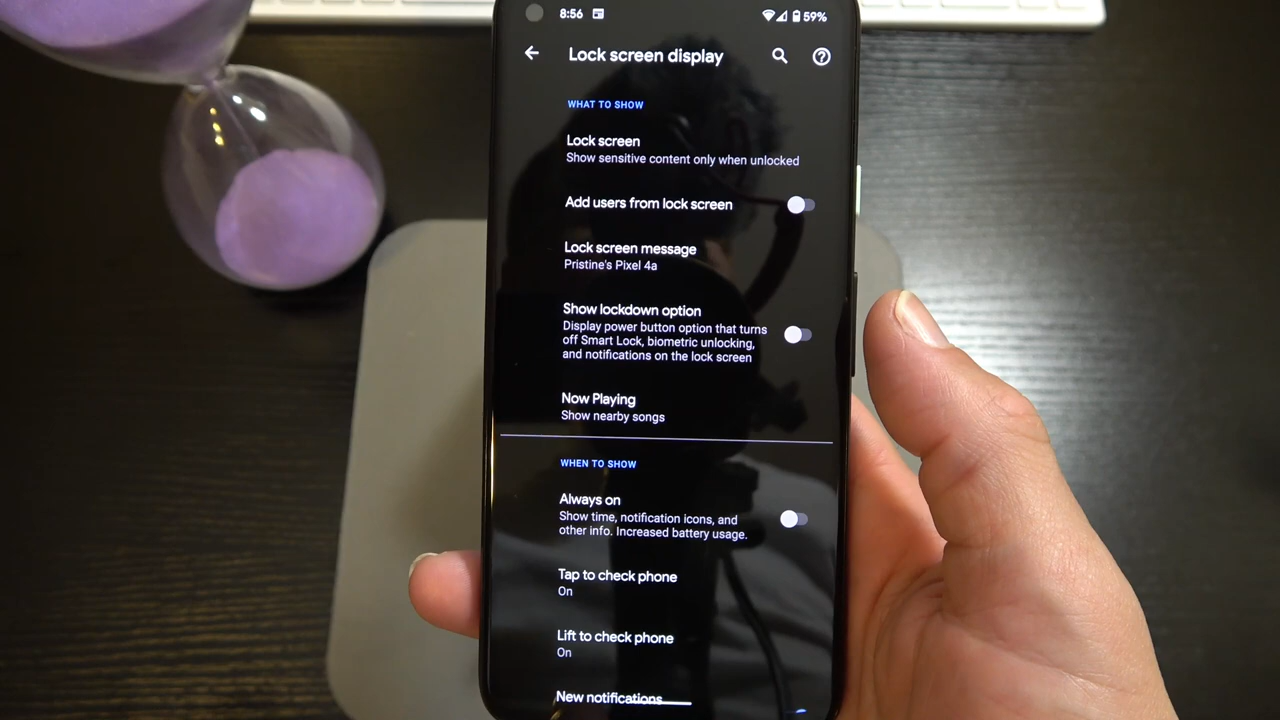 8:56
59%
Lock screen display
WHAT TO SHOW
Lock screen
Show sensitive content only when unlocked
Add users from lock screen
Lock screen message
Pristine's Pixel 4a
Show lockdown option
Display power button option that turns
off Smart Lock, biometric unlocking,
and notifications on the lock screen
Now Playing
Show nearby songs
WHEN TO SHOW
Always on
Show time, notification icons, and
other info. Increased battery usage.
Tap to check phone
On
Lift to check phone
On
New notifications